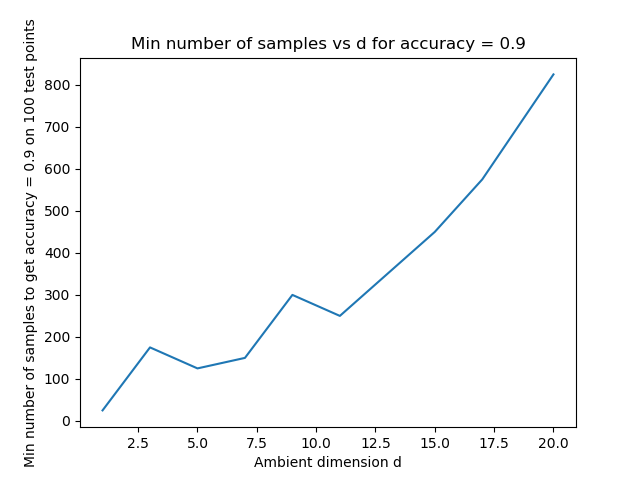 Min number of samples vs d for accuracy = 0.9
Min number of samples to get accuracy = 0.9 on 100 test points
800
700
600
500
400
300
200
100
0
2.5 5.0 7.5 10.0 12.5 15.0 17.5 20.0
Ambient dimension d